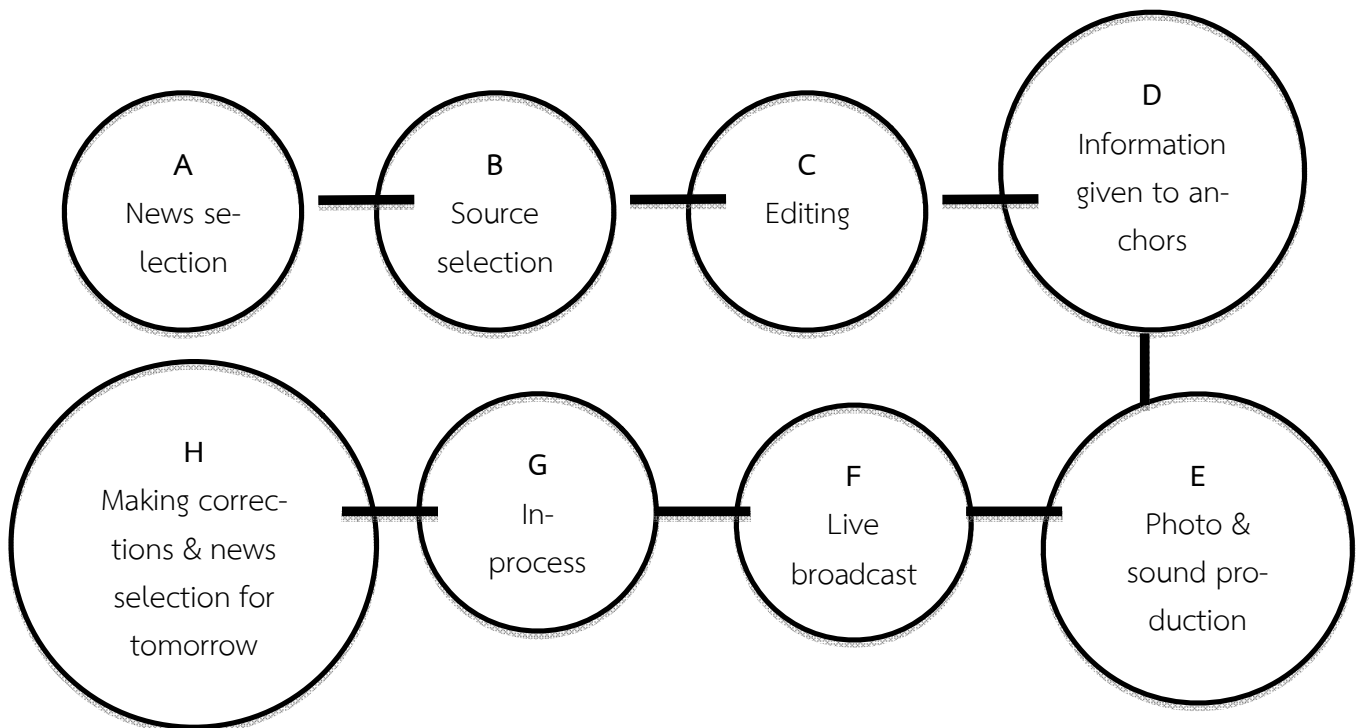 A
News se-
lection
B
Source
selection
C
Editing
D
Information
given to an-
chors
E
Photo &
sound pro-
duction
F
Live
broadcast
G
In-
process
H
Making correc-
tions & news
selection for
tomorrow